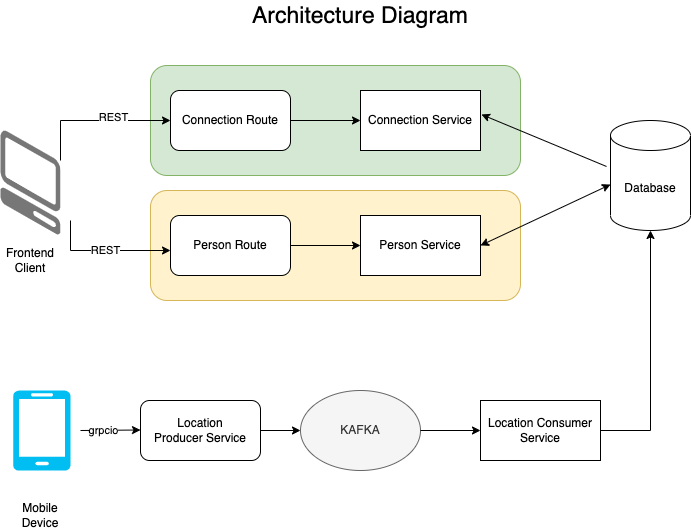 Architecture Diagram
REST
Connection Route
Connection Service
Database
Frontend
Client
REST
Person Route
Person Service
grpcio
Location
Producer Service
KAFKA
Location Consumer
Service
Mobile
Device